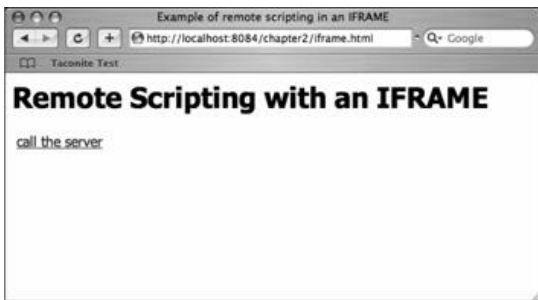 Example of remote scripting in an IFRAME
http://localhost:8084/chapter2/iframe.html
Google
Taconite Test
Remote Scripting with an IFRAME
call the server